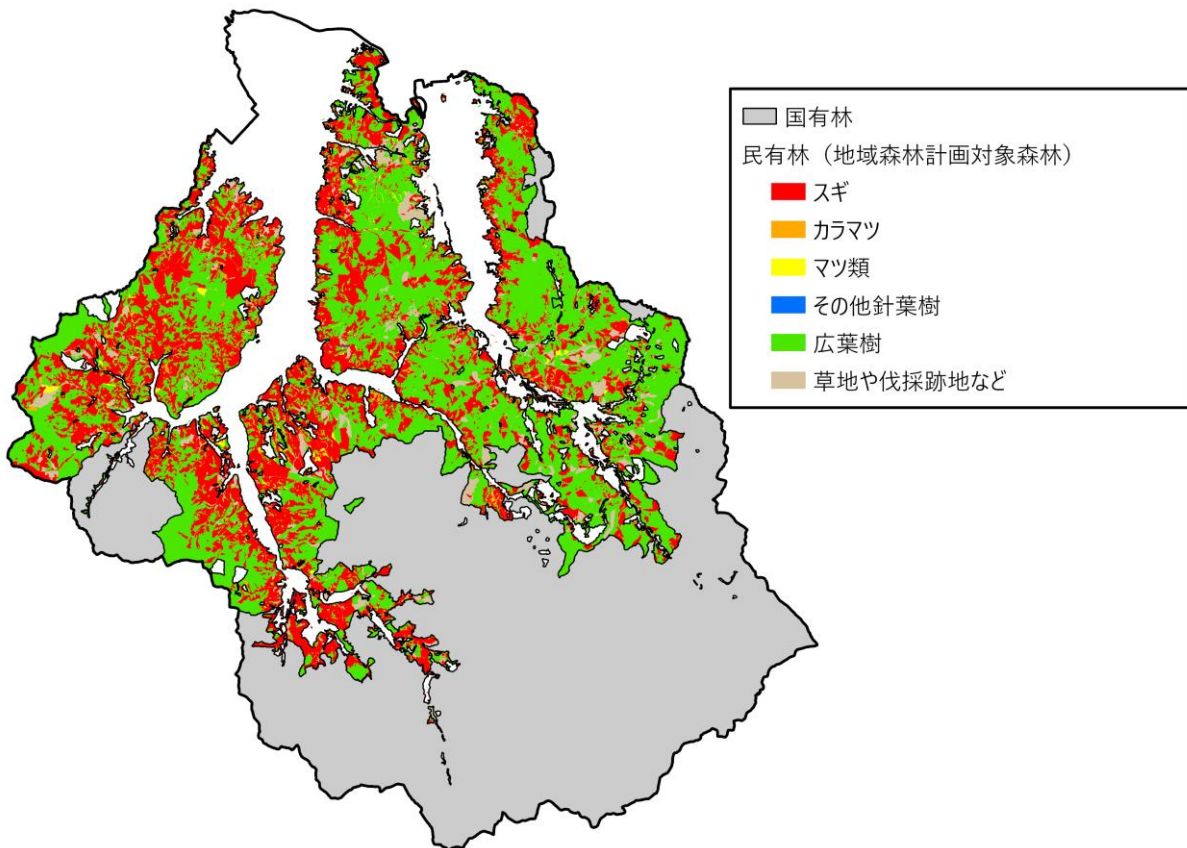 国有林
民有林（地域森林計画対象森林）
スギ
カラマツ
マツ類
その他針葉樹
広葉樹
草地や伐採跡地など